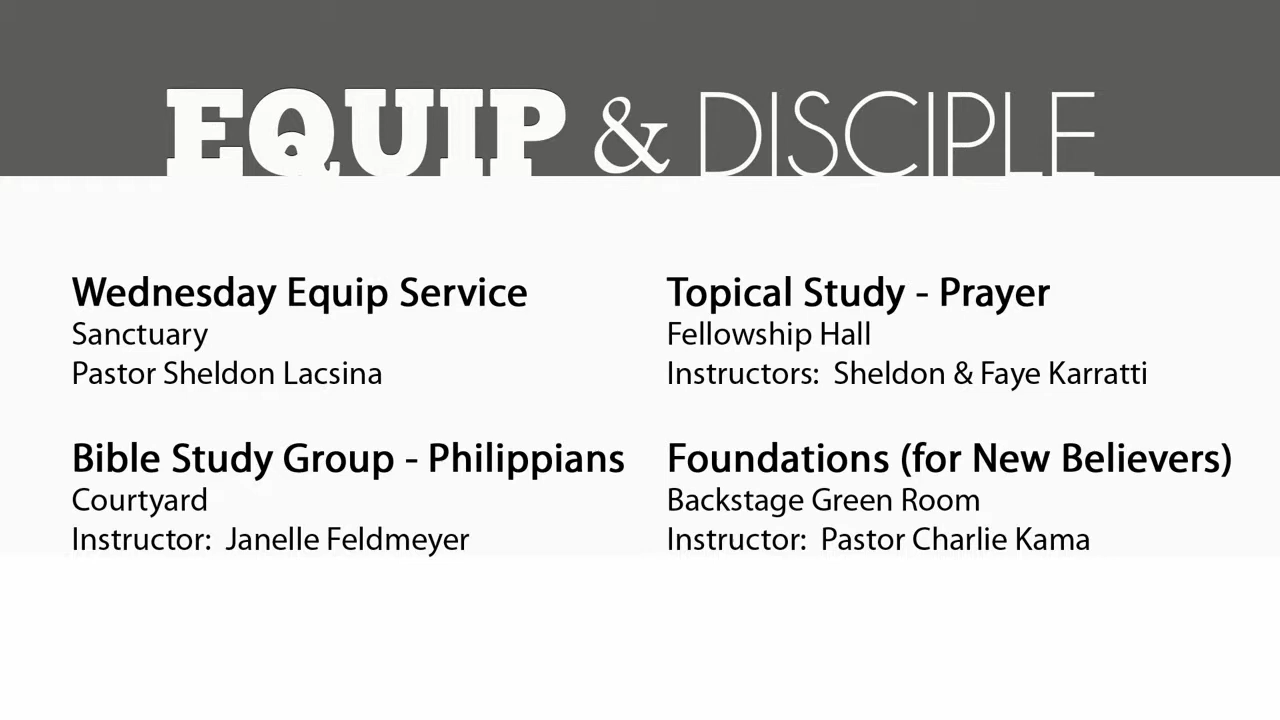 EQUIP & DISCIPLE
Wednesday Equip Service
Sanctuary
Pastor Sheldon Lacsina
Topical Study - Prayer
Fellowship Hall
Instructors: Sheldon & Faye Karratti
Bible Study Group - Philippians
Courtyard
Instructor: Janelle Feldmeyer
Foundations (for New Believers)
Backstage Green Room
Instructor: Pastor Charlie Kama